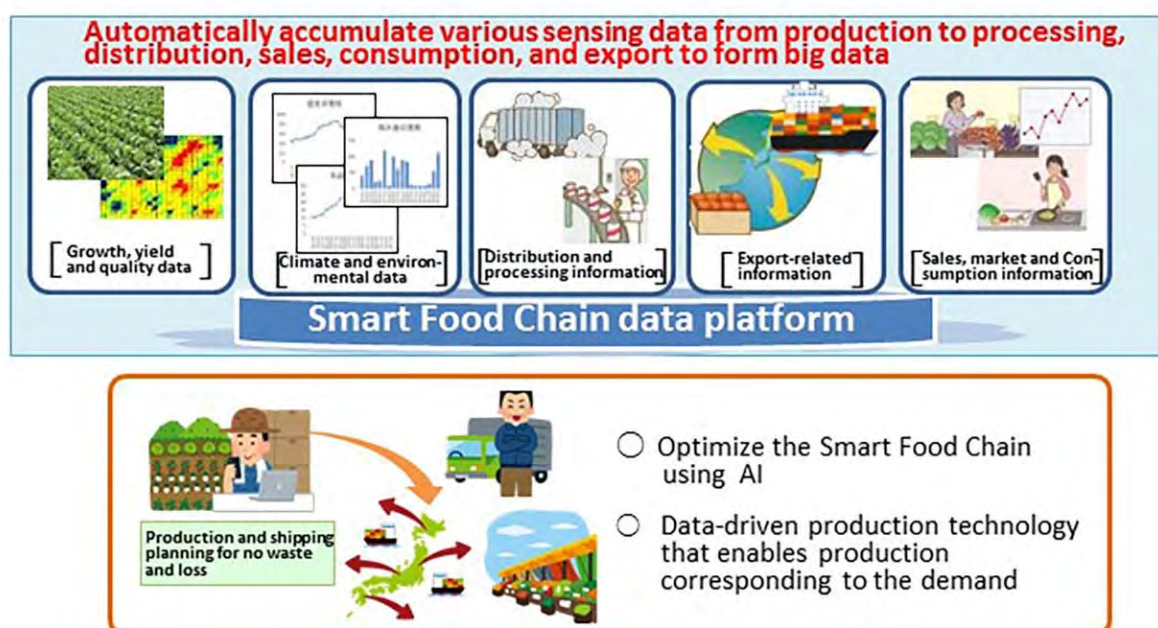 Automatically accumulate various sensing data from production to processing,
distribution, sales, consumption, and export to form big data
[Growth, yield
and quality data]
[Climate and environ-
mental data]
[Distribution and
processing information]
[Export-related
information]
[Sales, market and Con-
sumption information]
Smart Food Chain data platform
Production and shipping
planning for no waste
and loss
○ Optimize the Smart Food Chain
using AI
○ Data-driven production technology
that enables production
corresponding to the demand